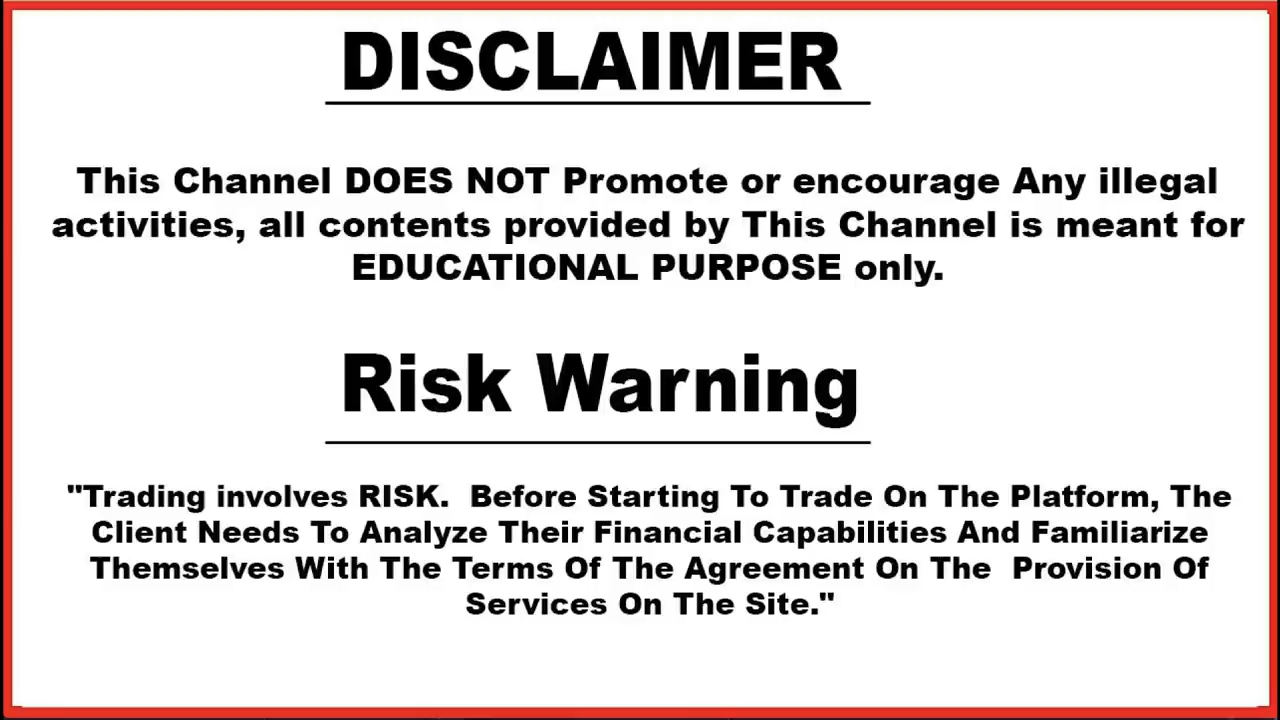 DISCLAIMER
This Channel DOES NOT Promote or encourage Any illegal
activities, all contents provided by This Channel is meant for
EDUCATIONAL PURPOSE only.
Risk Warning
"Trading involves RISK.  Before Starting To Trade On The Platform, The
Client Needs To Analyze Their Financial Capabilities And Familiarize
Themselves With The Terms Of The Agreement On The  Provision Of
Services On The Site."